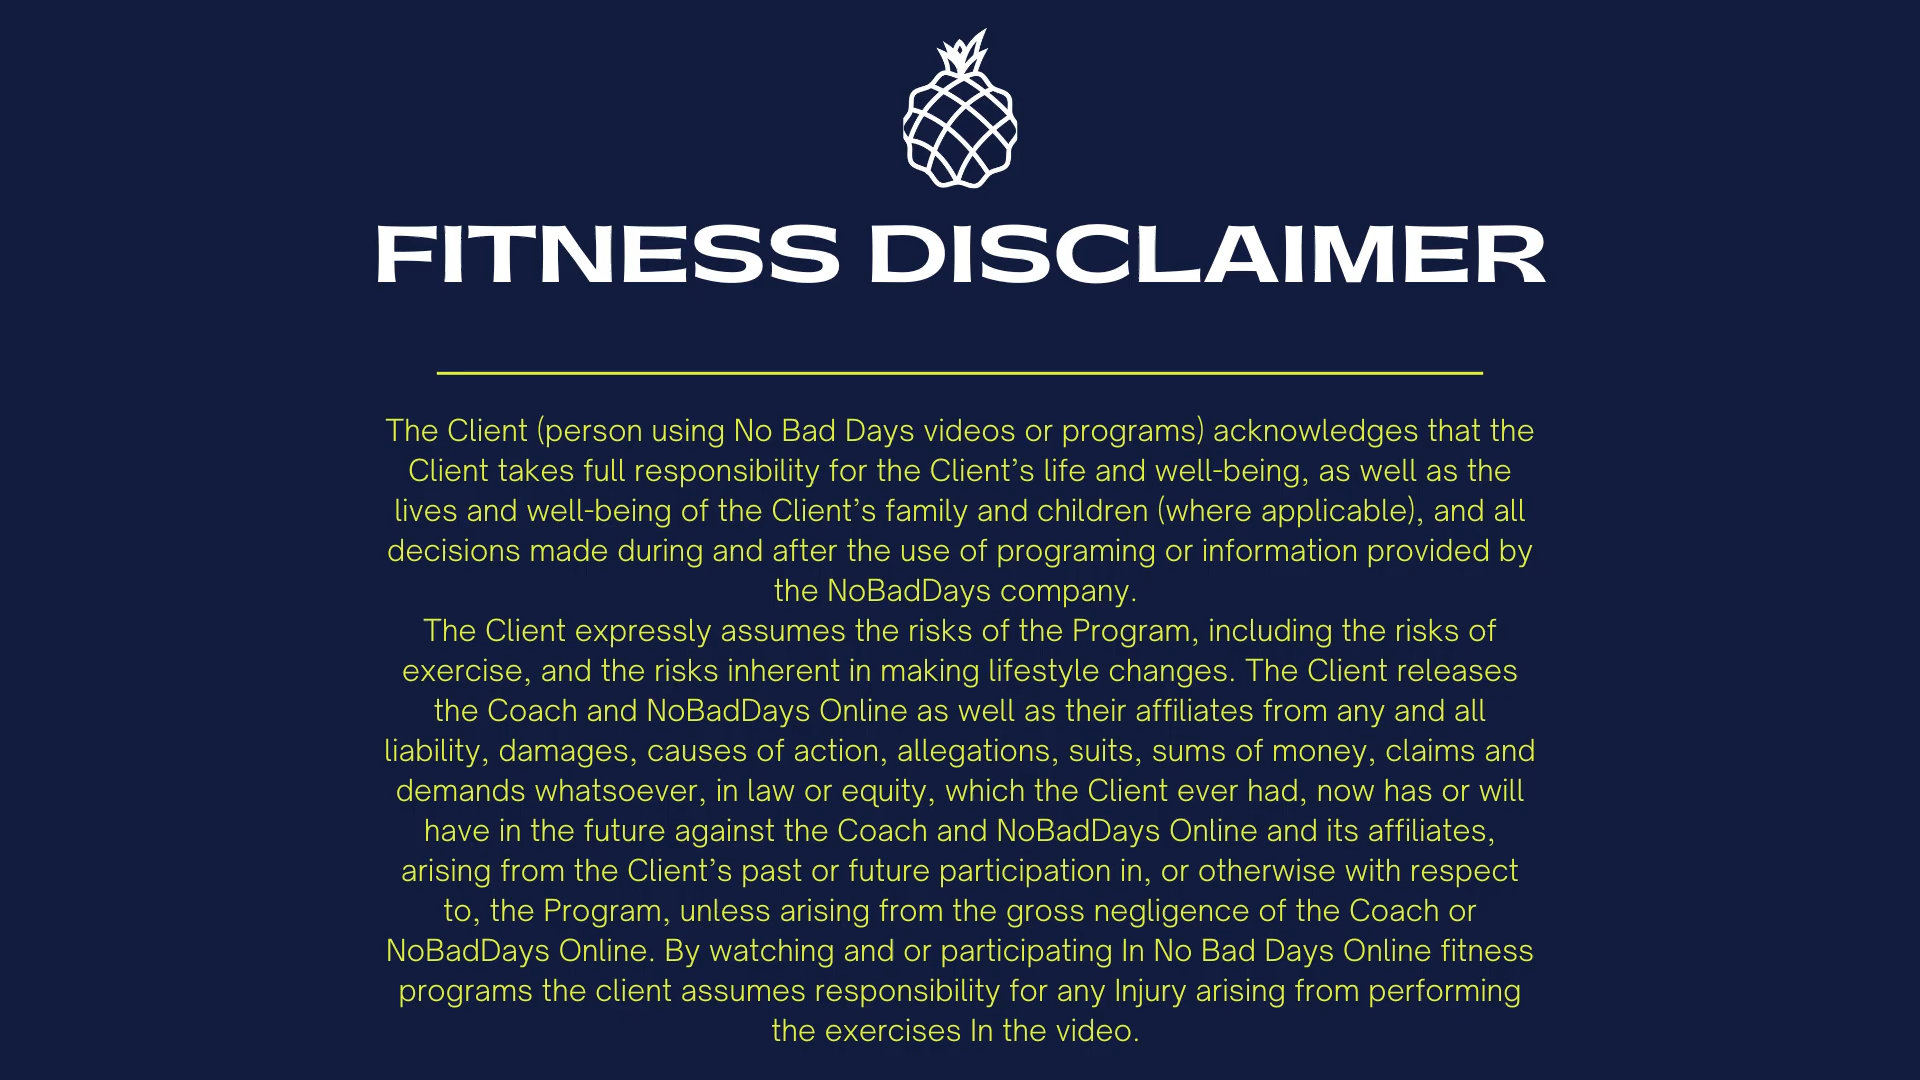 FITNESS DISCLAIMER
The Client (person using No Bad Days videos or programs) acknowledges that the
Client takes full responsibility for the Client’s life and well-being, as well as the
lives and well-being of the Client’s family and children (where applicable), and all
decisions made during and after the use of programing or information provided by
the NoBadDays company.
The Client expressly assumes the risks of the Program, including the risks of
exercise, and the risks inherent in making lifestyle changes. The Client releases
the Coach and NoBadDays Online as well as their affiliates from any and all
liability, damages, causes of action, allegations, suits, sums of money, claims and
demands whatsoever, in law or equity, which the Client ever had, now has or will
have in the future against the Coach and NoBadDays Online and its affiliates,
arising from the Client’s past or future participation in, or otherwise with respect
to, the Program, unless arising from the gross negligence of the Coach or
NoBadDays Online. By watching and or participating In No Bad Days Online fitness
programs the client assumes responsibility for any Injury arising from performing
the exercises In the video.